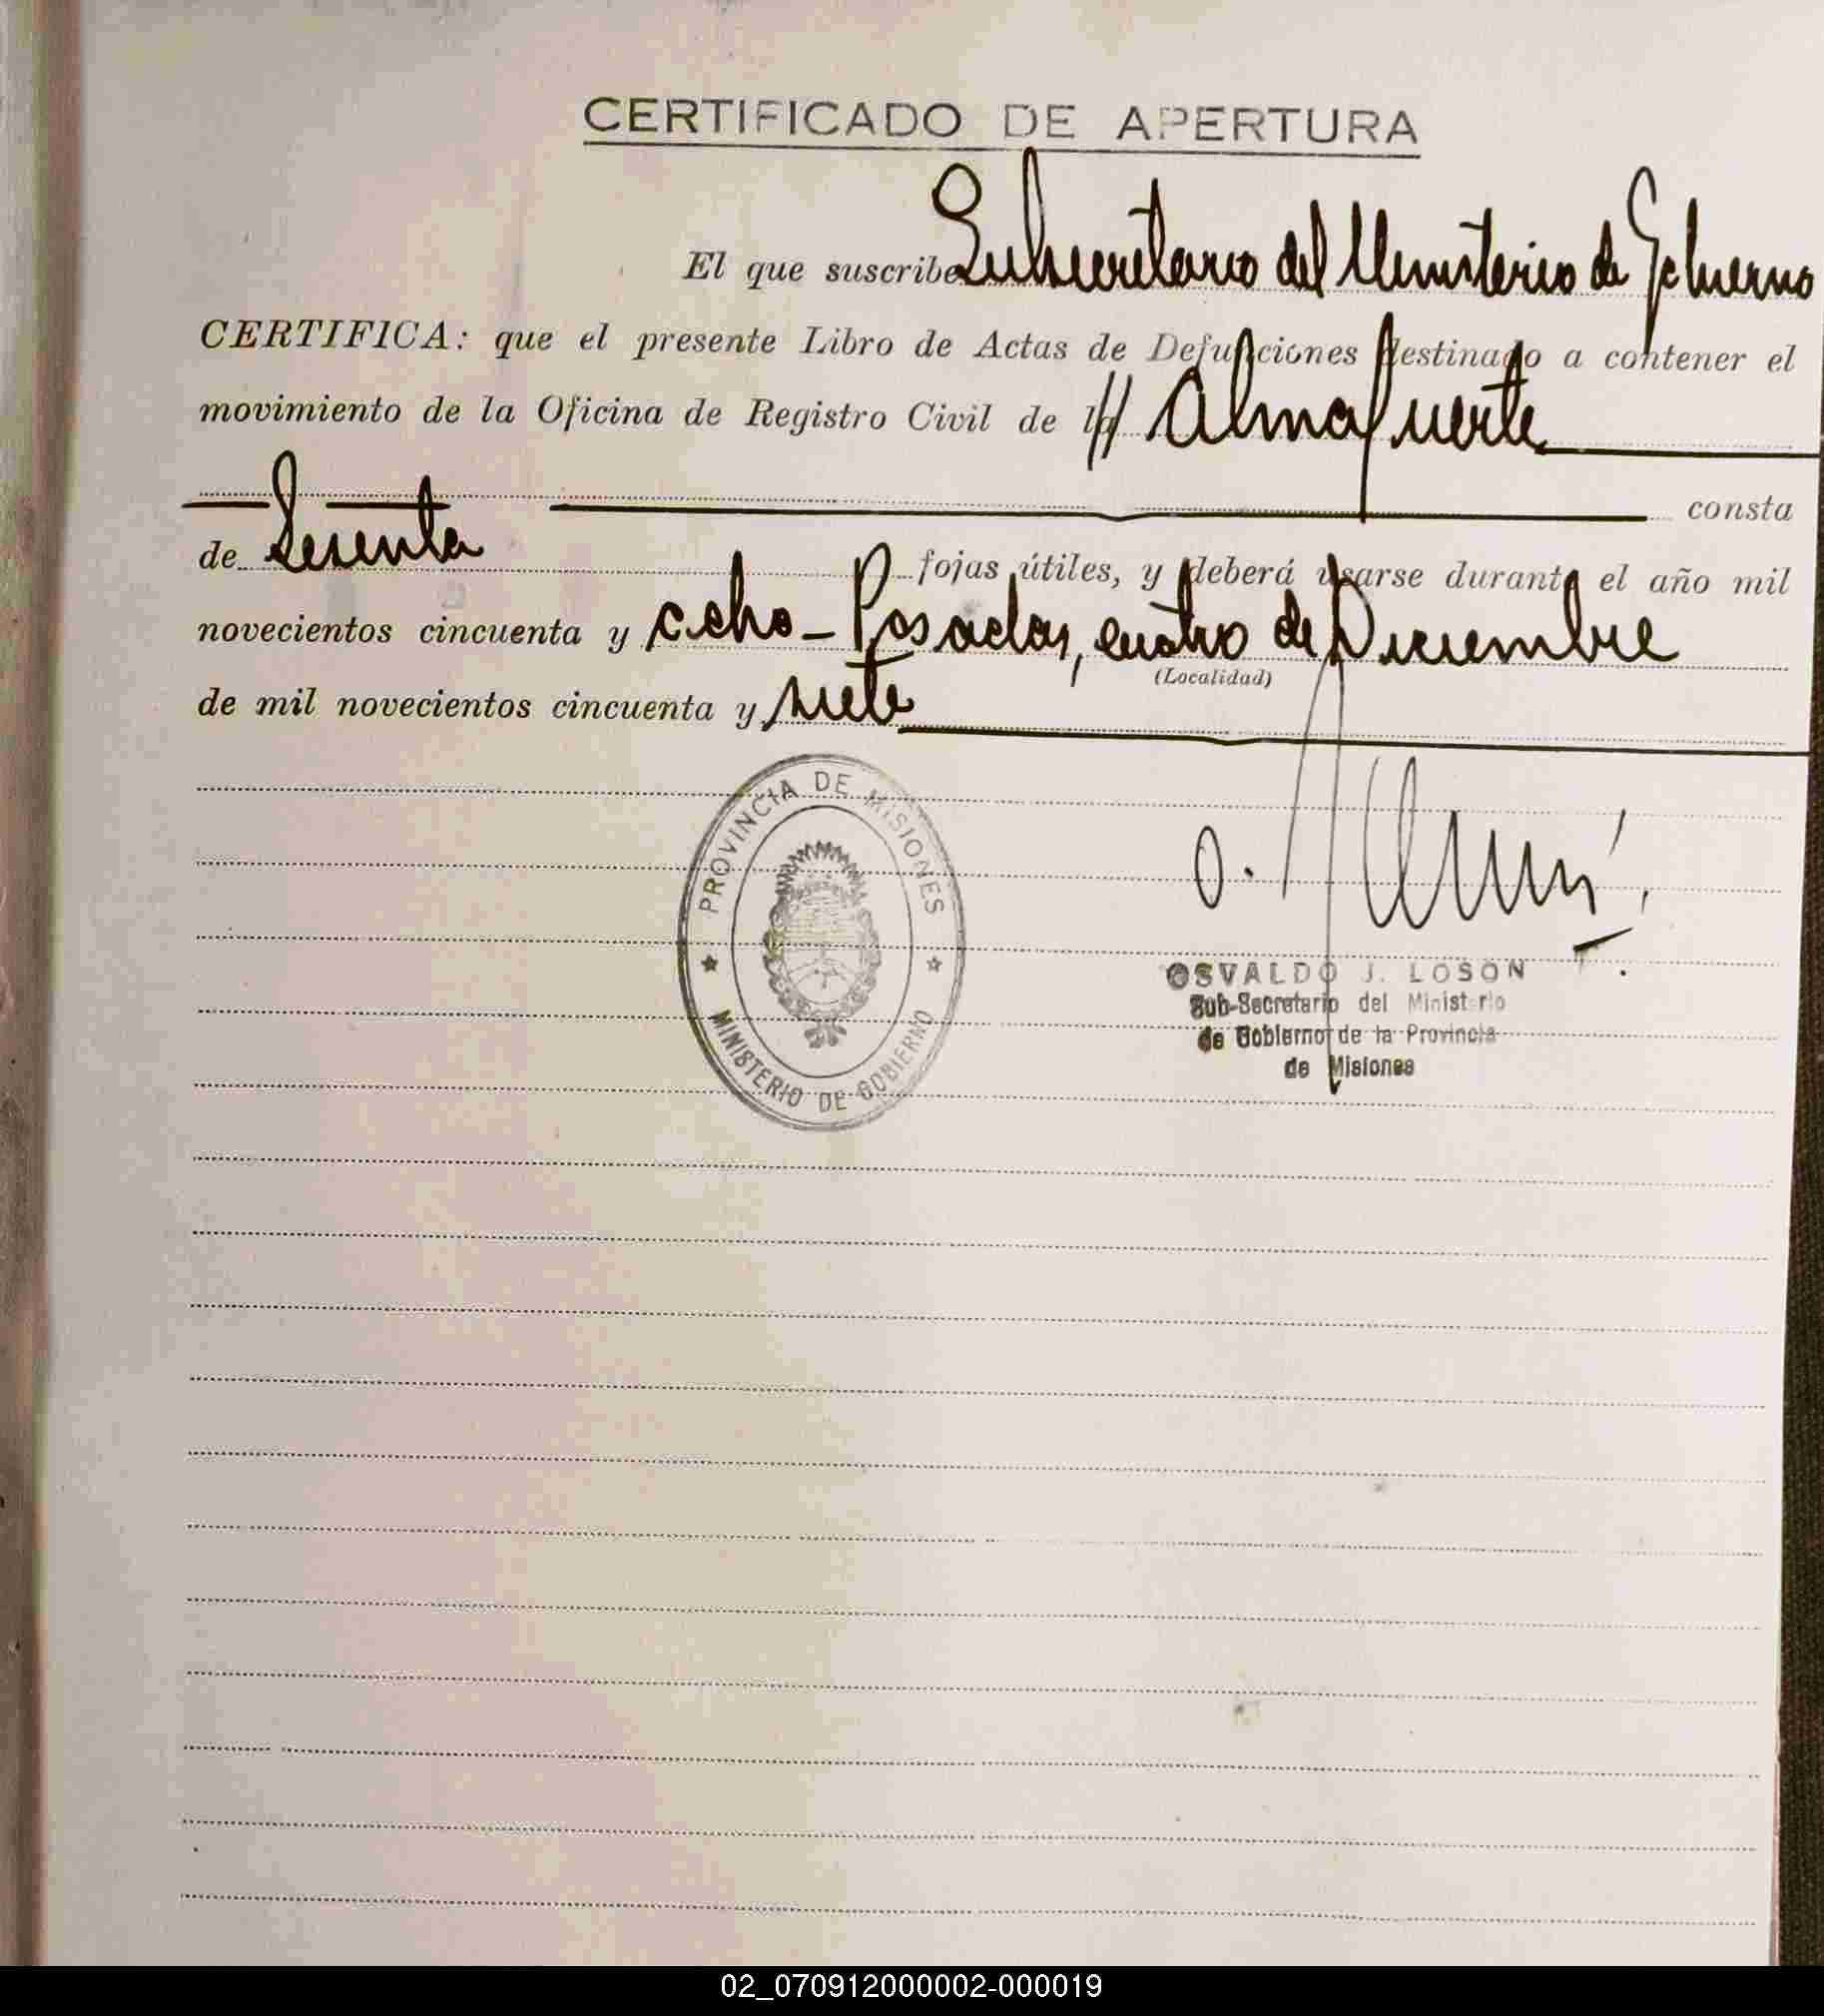 CERTIFICADO DE APERTURA
El que suscribe Subsecretario del Ministerio de Gobierno
CERTIFICA: que el presente Libro de Actas de Defunciones destinado a contener el
movimiento de la Oficina de Registro Civil de la // Almafuerte
consta
de Sesenta fojas útiles, y deberá usarse durante el año mil
novecientos cincuenta y ocho - Posadas, cuatro de Diciembre
(Localidad)
de mil novecientos cincuenta y siete
PROVINCIA DE MISIONES
MINISTERIO DE GOBIERNO
OSVALDO J. LOSON
Sub-Secretario del Ministerio
de Gobierno de la Provincia
de Misiones
02_070912000002-000019